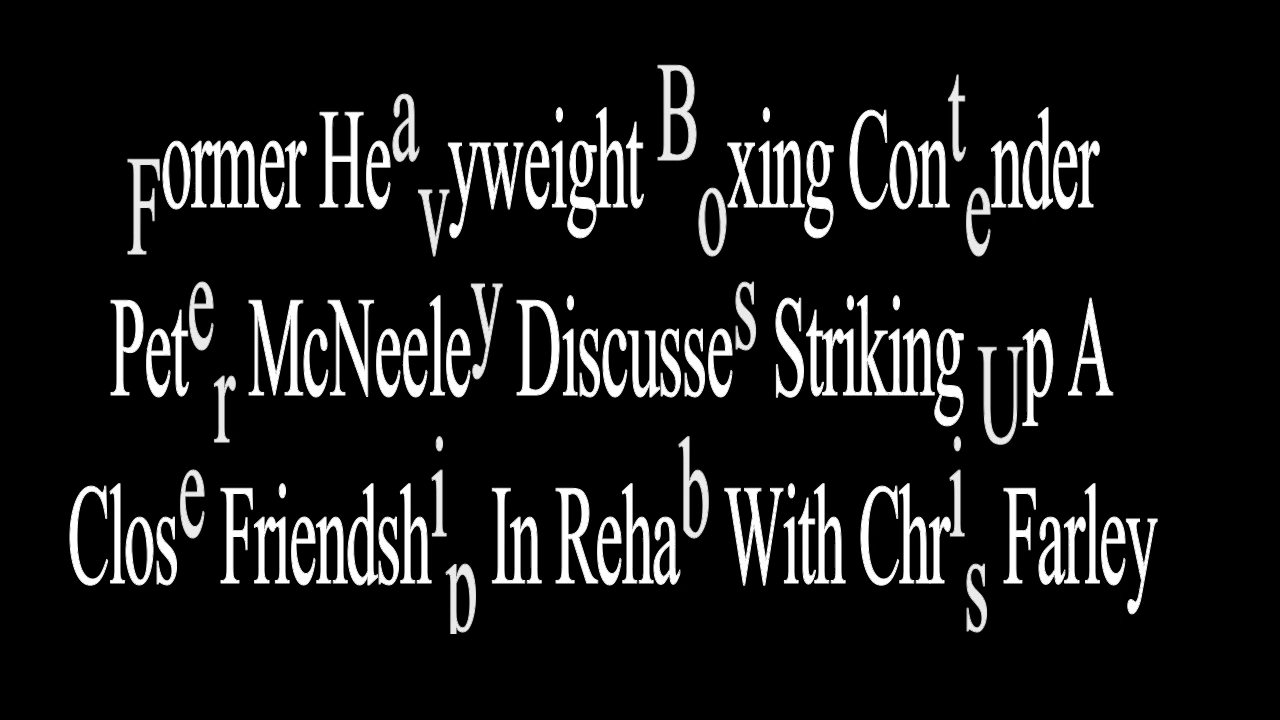 Former Heavyweight Boxing Contender
Peter McNeeley Discusses Striking Up A
Close Friendship In Rehab With Chris Farley